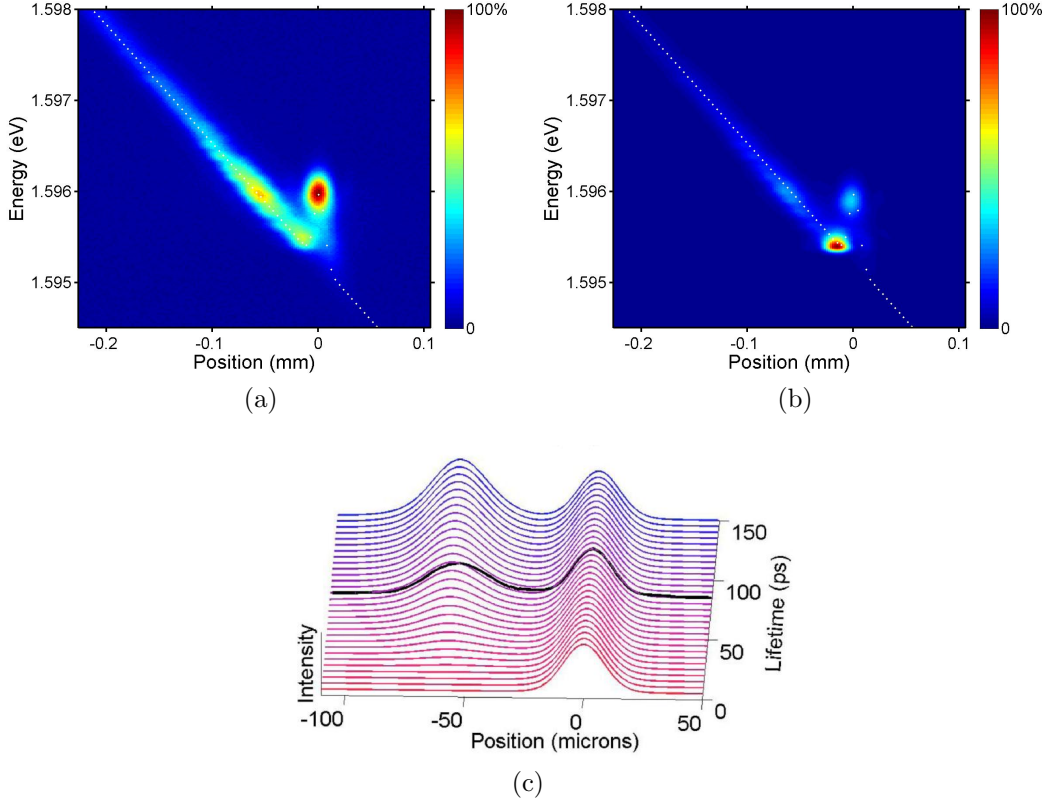 1.598
1.597
1.596
1.595
Energy (eV)
-0.2
-0.1
0
0.1
Position (mm)
100%
0
(a)
1.598
1.597
1.596
1.595
Energy (eV)
-0.2
-0.1
0
0.1
Position (mm)
100%
0
(b)
Intensity
-100
-50
0
50
Position (microns)
0
50
100
150
Lifetime (ps)
(c)